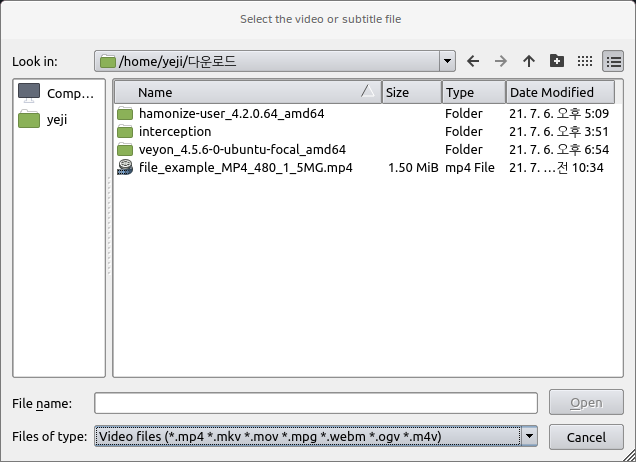 Select the video or subtitle file
Look in: /home/yeji/다운로드
Comp...
yeji
Name Size Type Date Modified
hamonize-user_4.2.0.64_amd64 Folder 21. 7. 6. 오후 5:09
interception Folder 21. 7. 6. 오후 3:51
veyon_4.5.6-0-ubuntu-focal_amd64 Folder 21. 7. 6. 오후 6:54
file_example_MP4_480_1_5MG.mp4 1.50 MiB mp4 File 21. 7. ...전 10:34
File name: Open
Files of type: Video files (*.mp4 *.mkv *.mov *.mpg *.webm *.ogv *.m4v) Cancel